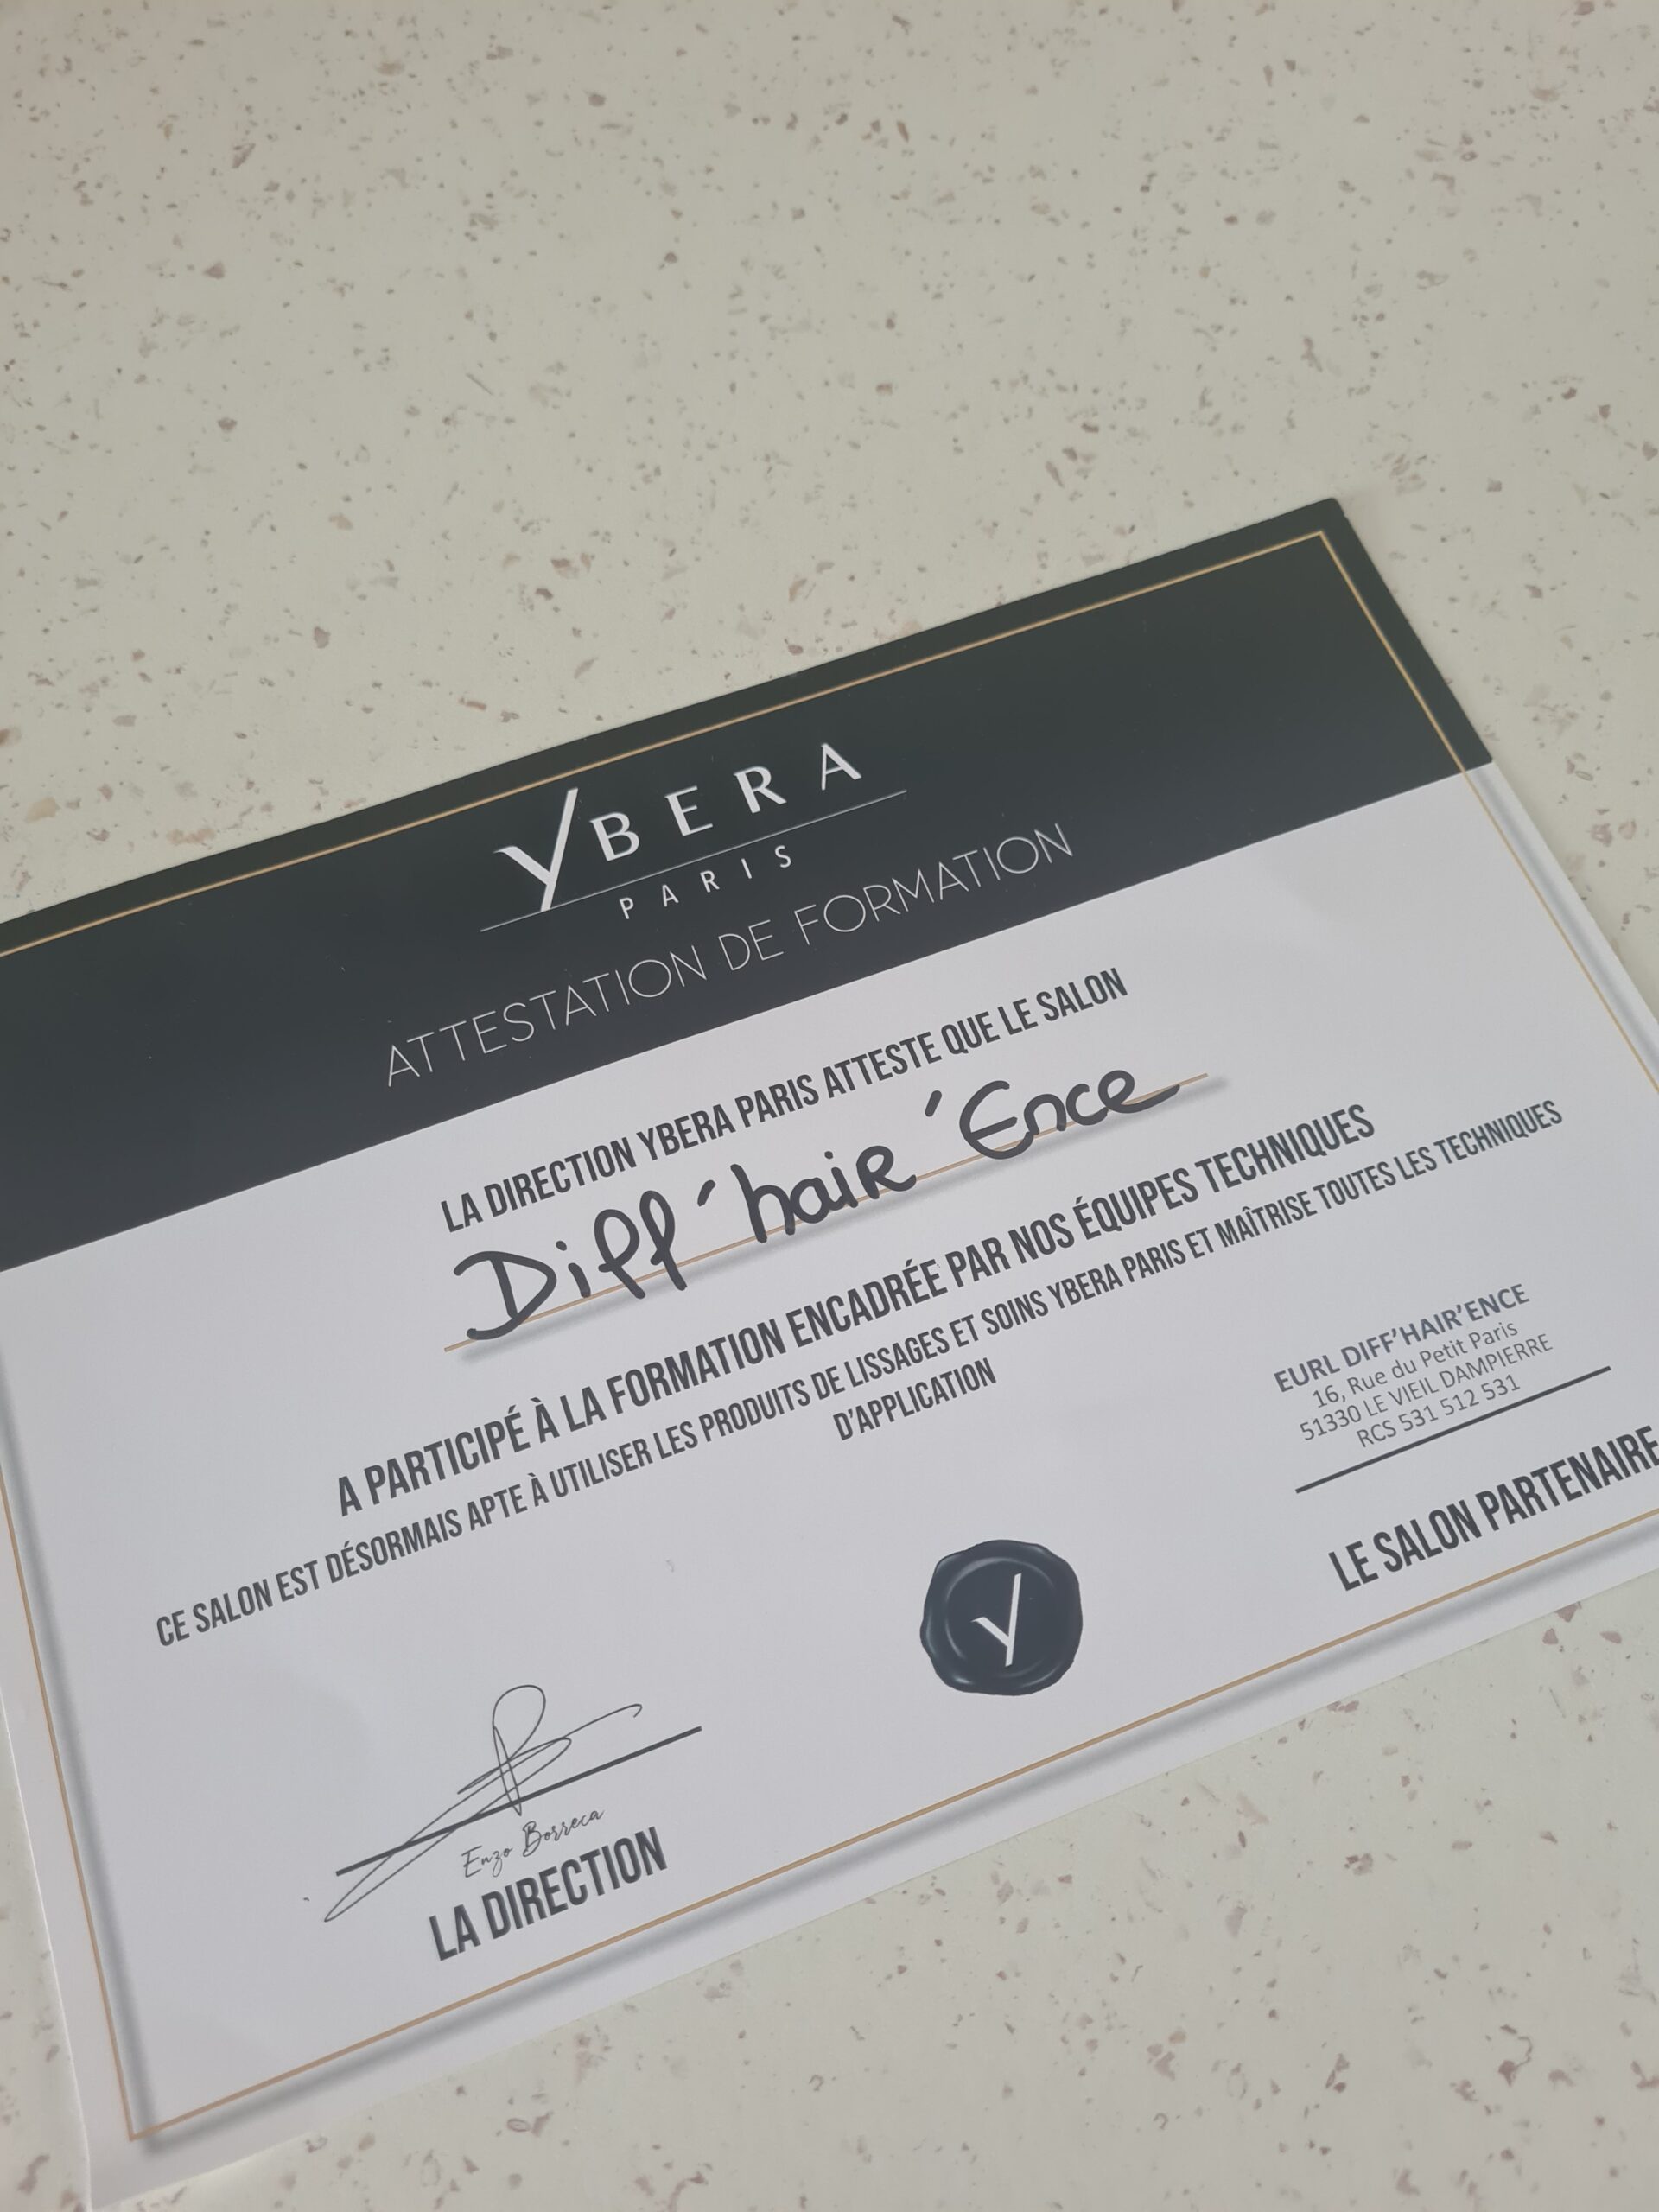 YBERA
PARIS
ATTESTATION DE FORMATION
LA DIRECTION YBERA PARIS ATTESTE QUE LE SALON
Diff'hair'Ence
A PARTICIPÉ À LA FORMATION ENCADRÉE PAR NOS ÉQUIPES TECHNIQUES
CE SALON EST DÉSORMAIS APTE À UTILISER LES PRODUITS DE LISSAGES ET SOINS YBERA PARIS ET MAÎTRISE TOUTES LES TECHNIQUES
D'APPLICATION
EURL DIFF'HAIR'ENCE
16, Rue du Petit Paris
51330 LE VIEIL DAMPIERRE
RCS 531 512 531
LE SALON PARTENAIRE
Y
Enzo Borreca
LA DIRECTION